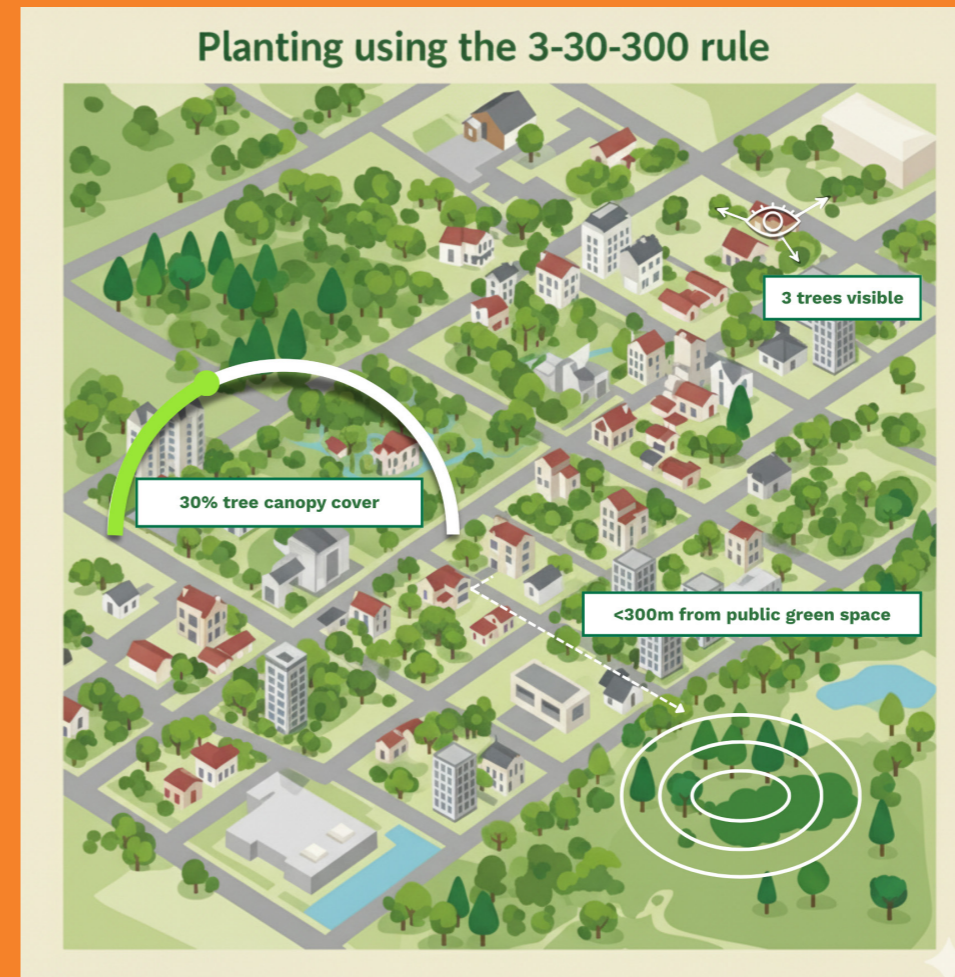 Planting using the 3-30-300 rule
3 trees visible
30% tree canopy cover
<300m from public green space